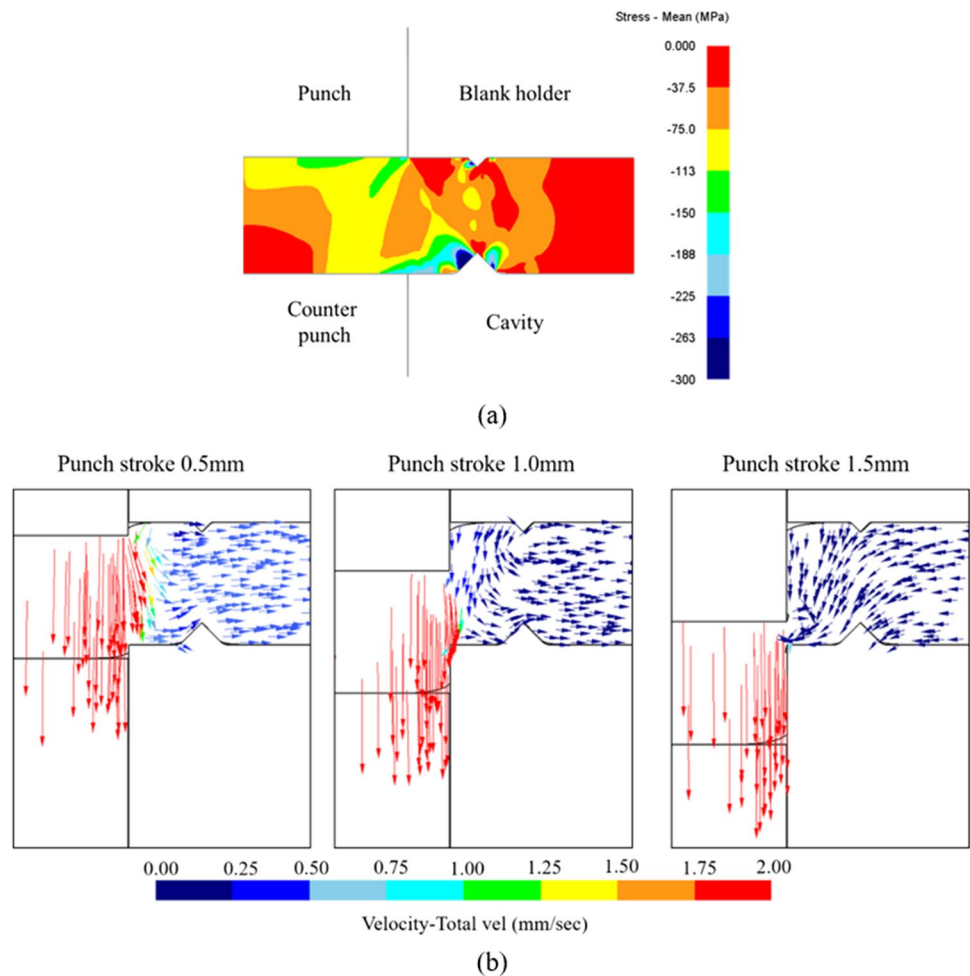 Stress - Mean (MPa)
0.000
-37.5
-75.0
-113
-150
-188
-225
-263
-300
Punch
Blank holder
Counter
punch
Cavity
(a)
Punch stroke 0.5mm
Punch stroke 1.0mm
Punch stroke 1.5mm
0.00 0.25 0.50 0.75 1.00 1.25 1.50 1.75 2.00
Velocity-Total vel (mm/sec)
(b)